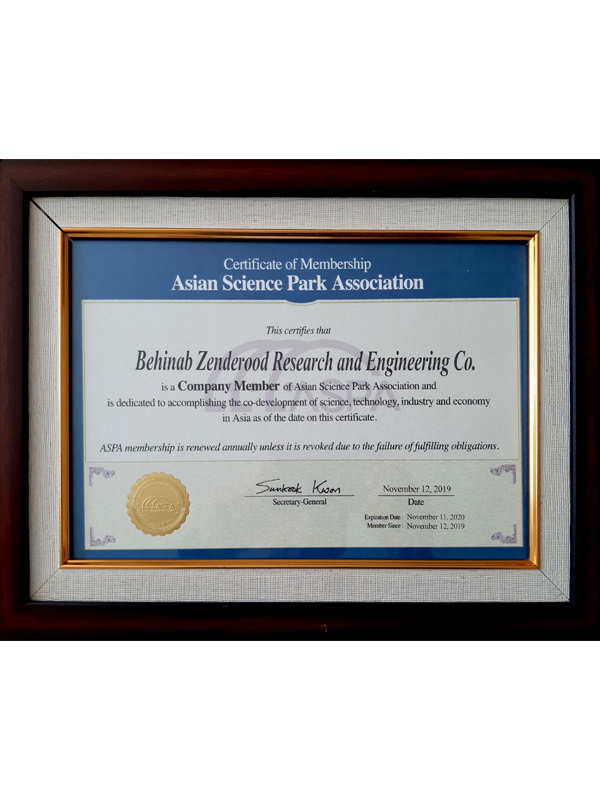 Certificate of Membership
Asian Science Park Association
This certifies that
Behinab Zenderood Research and Engineering Co.
is a Company Member of Asian Science Park Association and
is dedicated to accomplishing the co-development of science, technology, industry and economy
in Asia as of the date on this certificate.
ASPA
ASPA membership is renewed annually unless it is revoked due to the failure of fulfilling obligations.
Sunkook Kwon
Secretary-General
November 12, 2019
Date
Expiration Date : November 11, 2020
Member Since : November 12, 2019